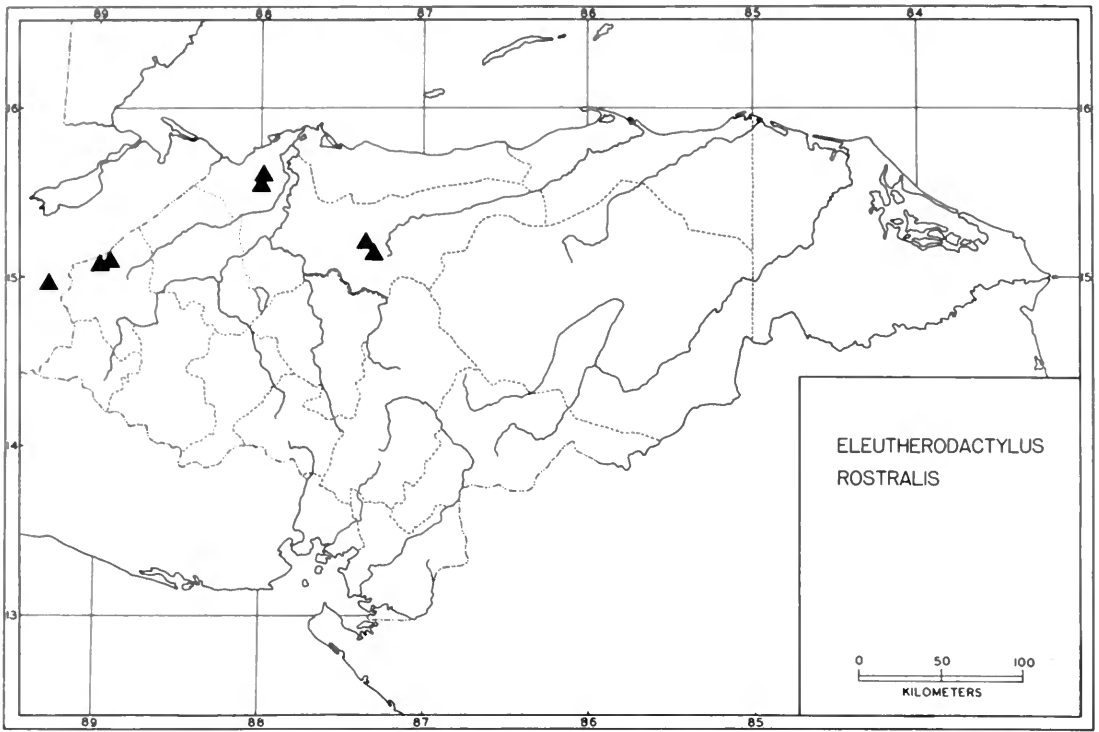 89 88 87 86 85 84
16 16
15 15
14
13
ELEUTHERODACTYLUS
ROSTRALIS
0 50 100
KILOMETERS
89 88 87 86 85